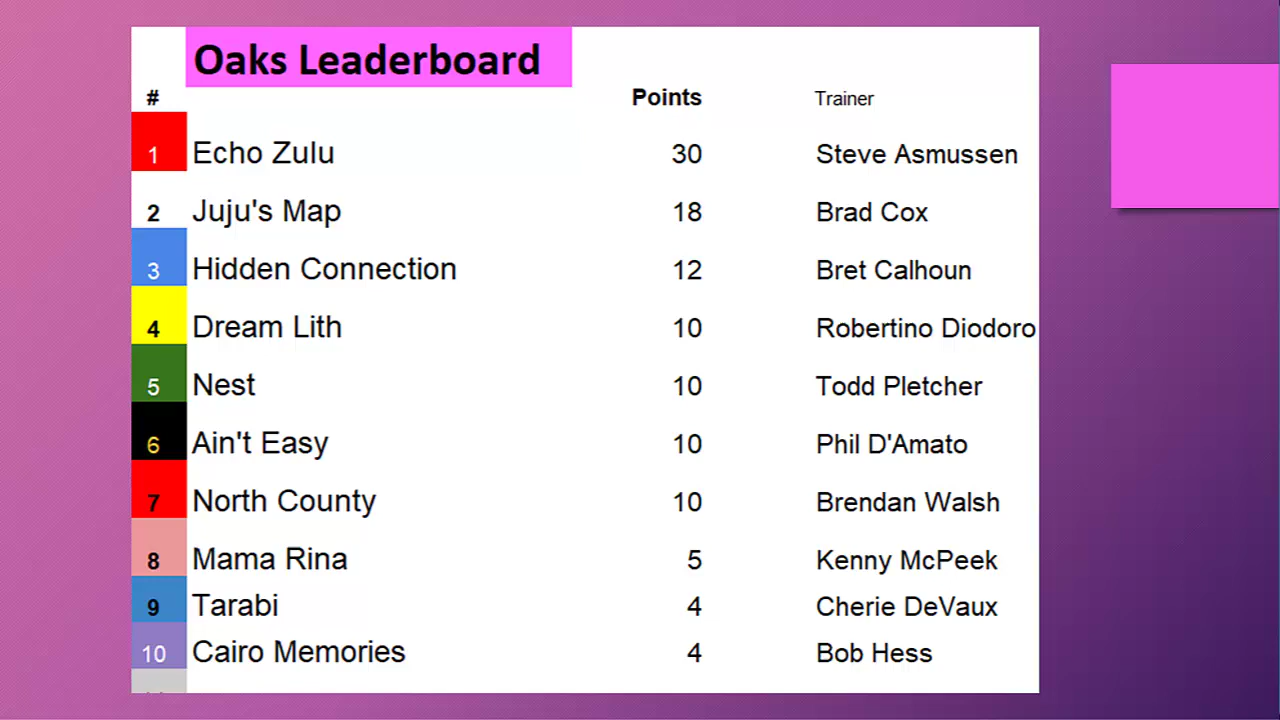 Oaks Leaderboard
# Points Trainer
1 Echo Zulu 30 Steve Asmussen
2 Juju's Map 18 Brad Cox
3 Hidden Connection 12 Bret Calhoun
4 Dream Lith 10 Robertino Diodoro
5 Nest 10 Todd Pletcher
6 Ain't Easy 10 Phil D'Amato
7 North County 10 Brendan Walsh
8 Mama Rina 5 Kenny McPeek
9 Tarabi 4 Cherie DeVaux
10 Cairo Memories 4 Bob Hess